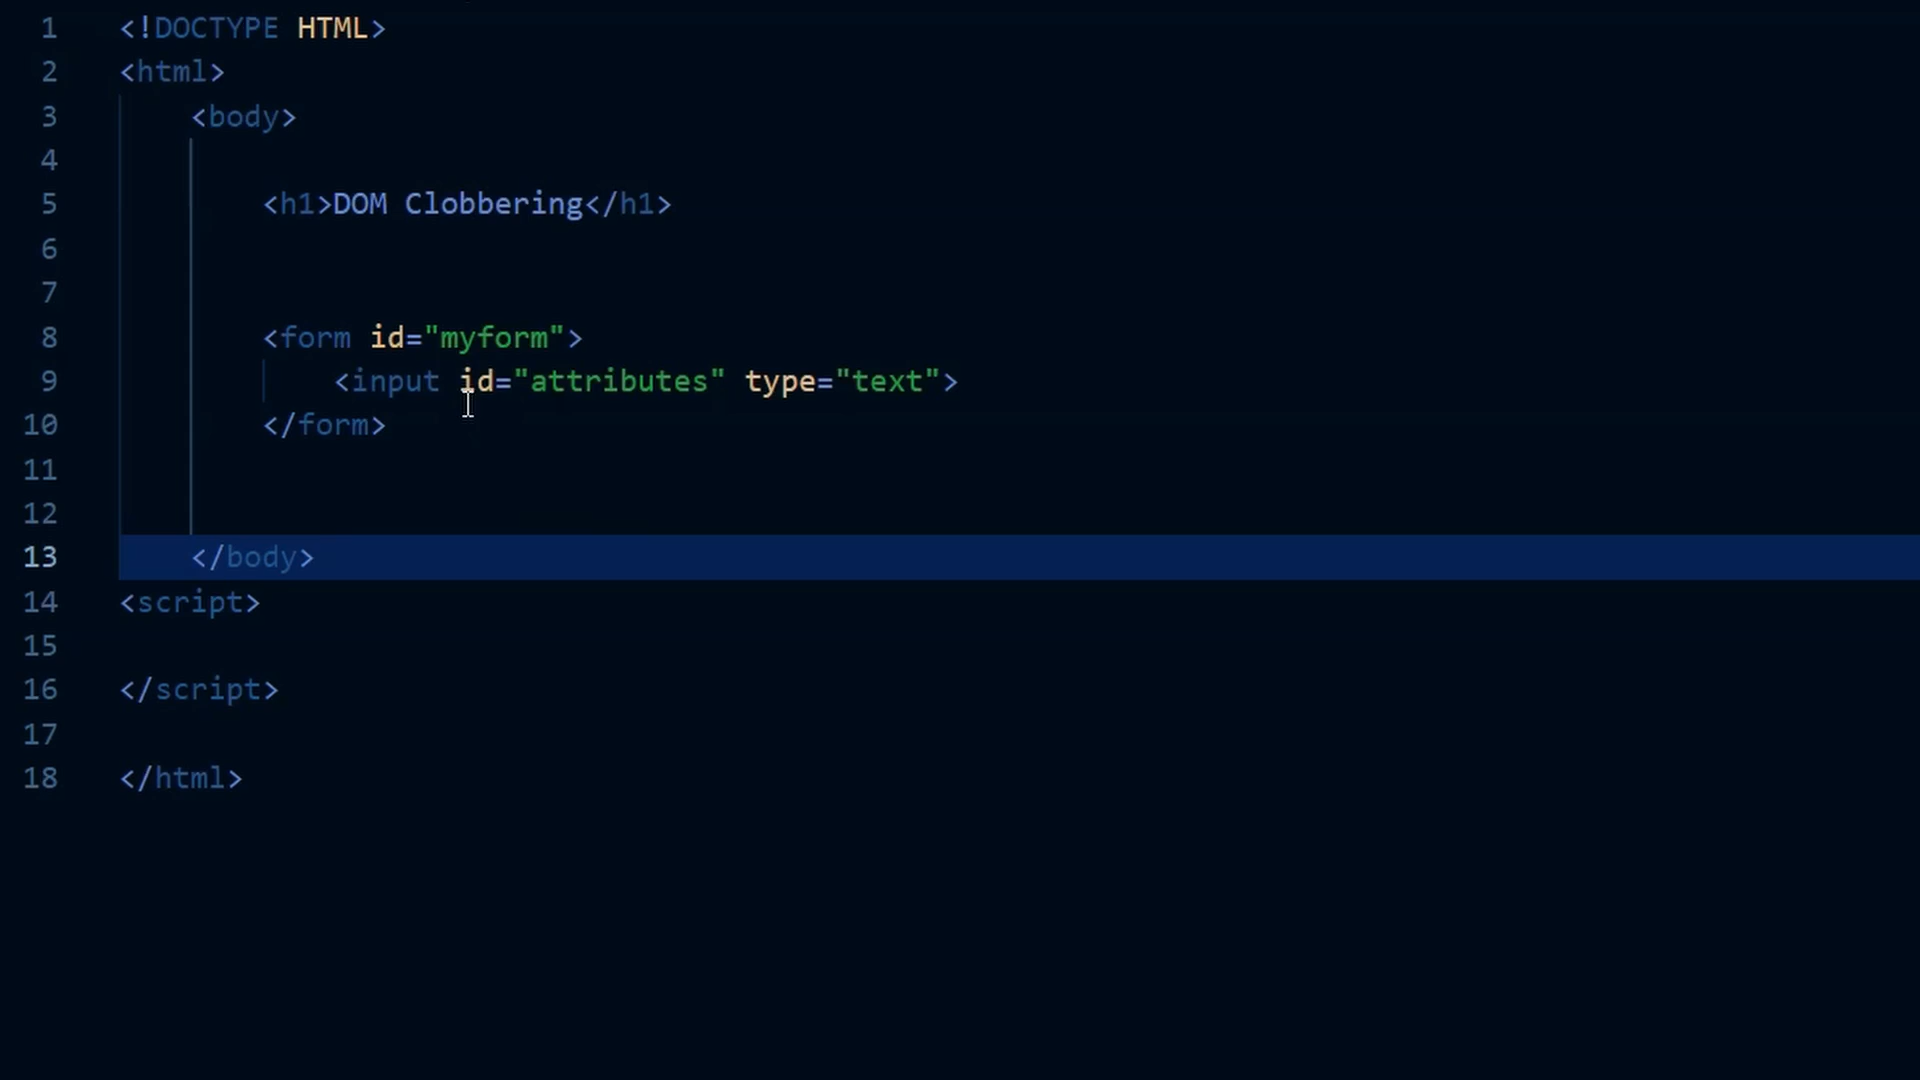 1 <!DOCTYPE HTML>
2 <html>
3 <body>
4
5 <h1>DOM Clobbering</h1>
6
7
8 <form id="myform">
9 <input id="attributes" type="text">
10 </form>
11
12
13 </body>
14 <script>
15
16 </script>
17
18 </html>